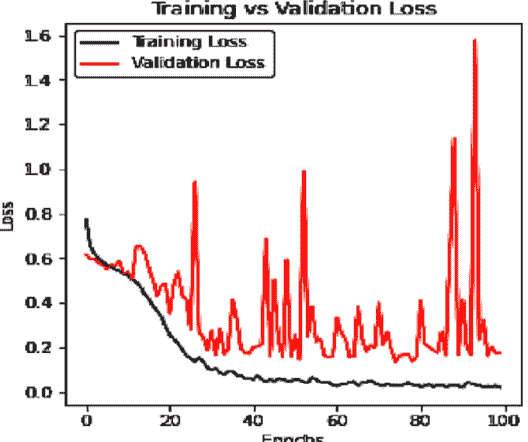 Training vs Validation Loss
1.6
1.4
1.2
1.0
0.8
0.6
0.4
0.2
0.0
Training Loss
Validation Loss
Loss
0 20 40 60 80 100
Epochs